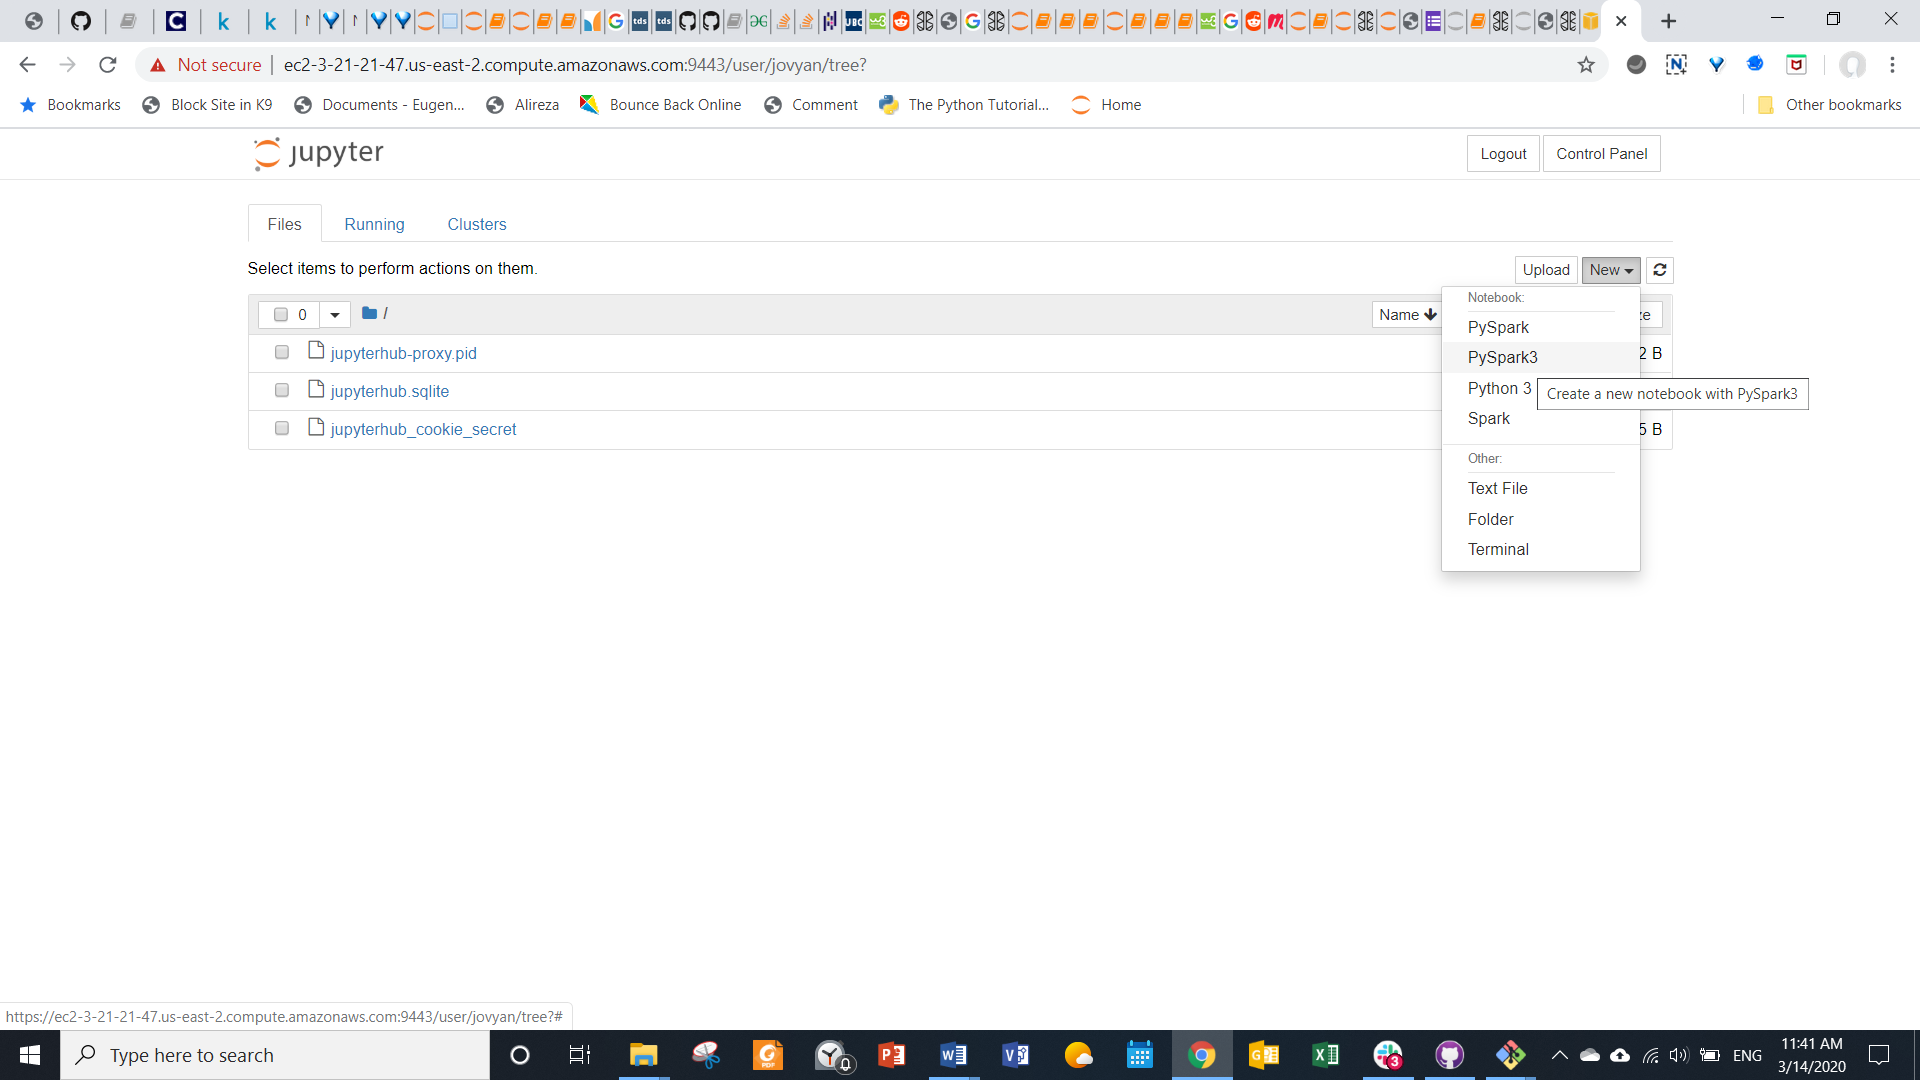 Not secure | ec2-3-21-21-47.us-east-2.compute.amazonaws.com:9443/user/jovyan/tree?
Bookmarks Block Site in K9 Documents - Eugen... Alireza Bounce Back Online Comment The Python Tutorial... Home Other bookmarks
jupyter
Logout Control Panel
Files Running Clusters
Select items to perform actions on them.
Upload New
0 / Name ze
Notebook:
PySpark
jupyterhub-proxy.pid 2 B
PySpark3
Python 3
Create a new notebook with PySpark3
jupyterhub.sqlite
Spark
jupyterhub_cookie_secret 5 B
Other:
Text File
Folder
Terminal
https://ec2-3-21-21-47.us-east-2.compute.amazonaws.com:9443/user/jovyan/tree?#
Type here to search
ENG
11:41 AM
3/14/2020